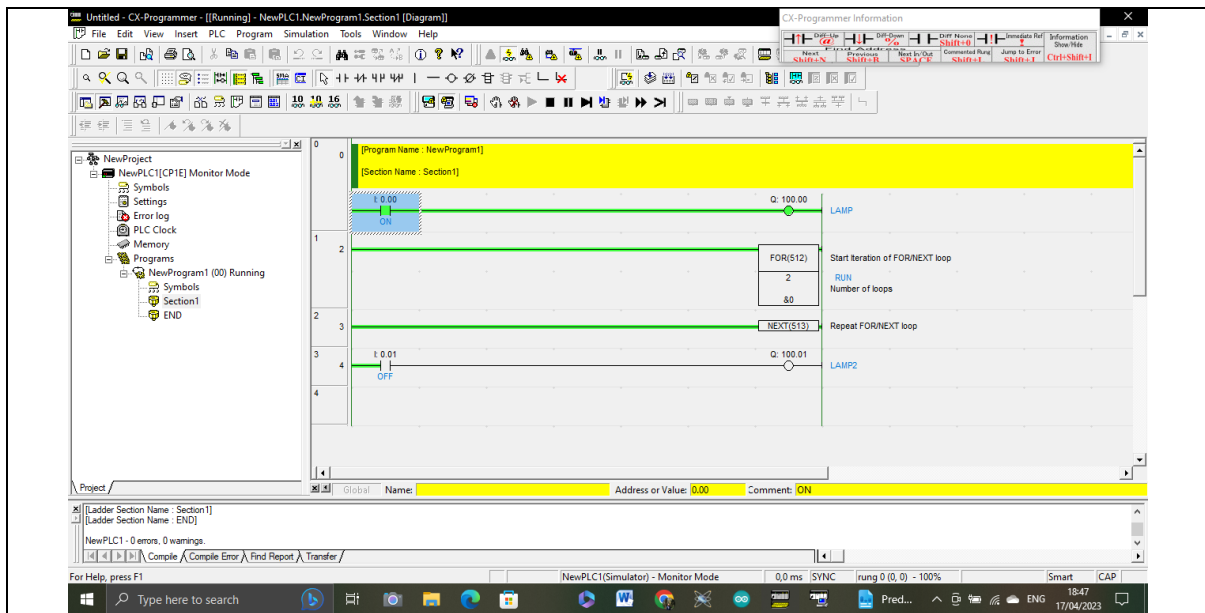 Untitled - CX-Programmer - [[Running] - NewPLC1.NewProgram1.Section1 [Diagram]]
CX-Programmer Information
File Edit View Insert PLC Program Simulation Tools Window Help
Diff-Up
(@)
Diff-Down
%
Diff None
Shift+0
Immediate Ref
!
Information
Show/Hide
Ctrl+Shift+I
Next
Shift+N
Previous
Shift+B
Next In/Out
SPACE
Commented Rung
Shift+L
Jump to Error
Shift+J
NewProject
NewPLC1[CP1E] Monitor Mode
Symbols
Settings
Error log
PLC Clock
Memory
Programs
NewProgram1 (00) Running
Symbols
Section1
END
Project
0
0
[Program Name : NewProgram1]
[Section Name : Section1]
I: 0.00
ON
Q: 100.00
LAMP
1
2
FOR(512)
Start iteration of FOR/NEXT loop
2
RUN
Number of loops
&0
2
3
NEXT(513)
Repeat FOR/NEXT loop
3
4
I: 0.01
OFF
Q: 100.01
LAMP2
4
Global Name: Address or Value: 0.00 Comment: ON
[Ladder Section Name : Section1]
[Ladder Section Name : END]
NewPLC1 - 0 errors, 0 warnings.
Compile Compile Error Find Report Transfer
For Help, press F1 NewPLC1(Simulator) - Monitor Mode 0,0 ms SYNC rung 0 (0, 0) - 100% Smart CAP
Type here to search
Pred...
ENG
18:47
17/04/2023